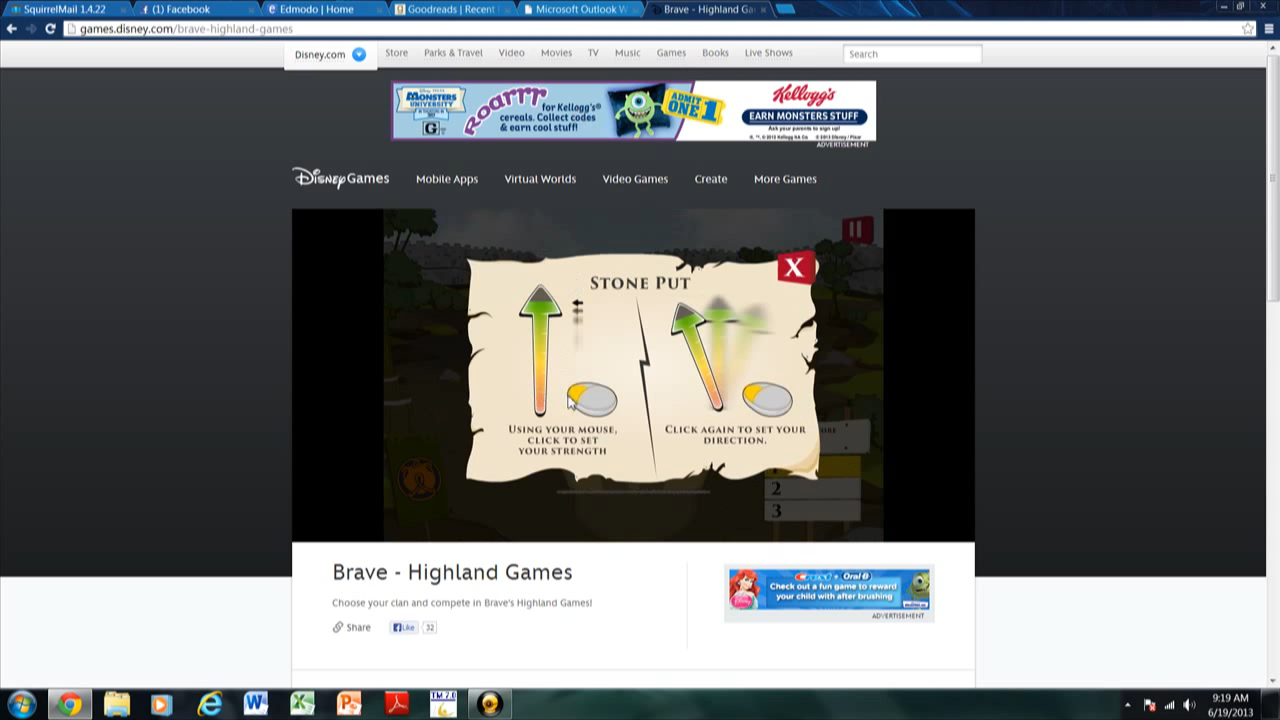 SquirrelMail 1.4.22
(1) Facebook
Edmodo | Home
Goodreads | Recent
Microsoft Outlook W
Brave - Highland Ga
games.disney.com/brave-highland-games
Disney.com
Store
Parks & Travel
Video
Movies
TV
Music
Games
Books
Live Shows
Search
MONSTERS
UNIVERSITY
G
Roarrr
for Kellogg's®
cereals. Collect codes
& earn cool stuff!
ADMIT
ONE 1
Kellogg's
EARN MONSTERS STUFF
Ask your parents to sign up!
ADVERTISEMENT
Disney Games
Mobile Apps
Virtual Worlds
Video Games
Create
More Games
X
STONE PUT
USING YOUR MOUSE,
CLICK TO SET
YOUR STRENGTH
CLICK AGAIN TO SET YOUR
DIRECTION.
2
3
Brave - Highland Games
Choose your clan and compete in Brave's Highland Games!
Share
Like
32
Oral B
Check out a fun game to reward
your child with after brushing
ADVERTISEMENT
TM 7.0
9:19 AM
6/19/2013